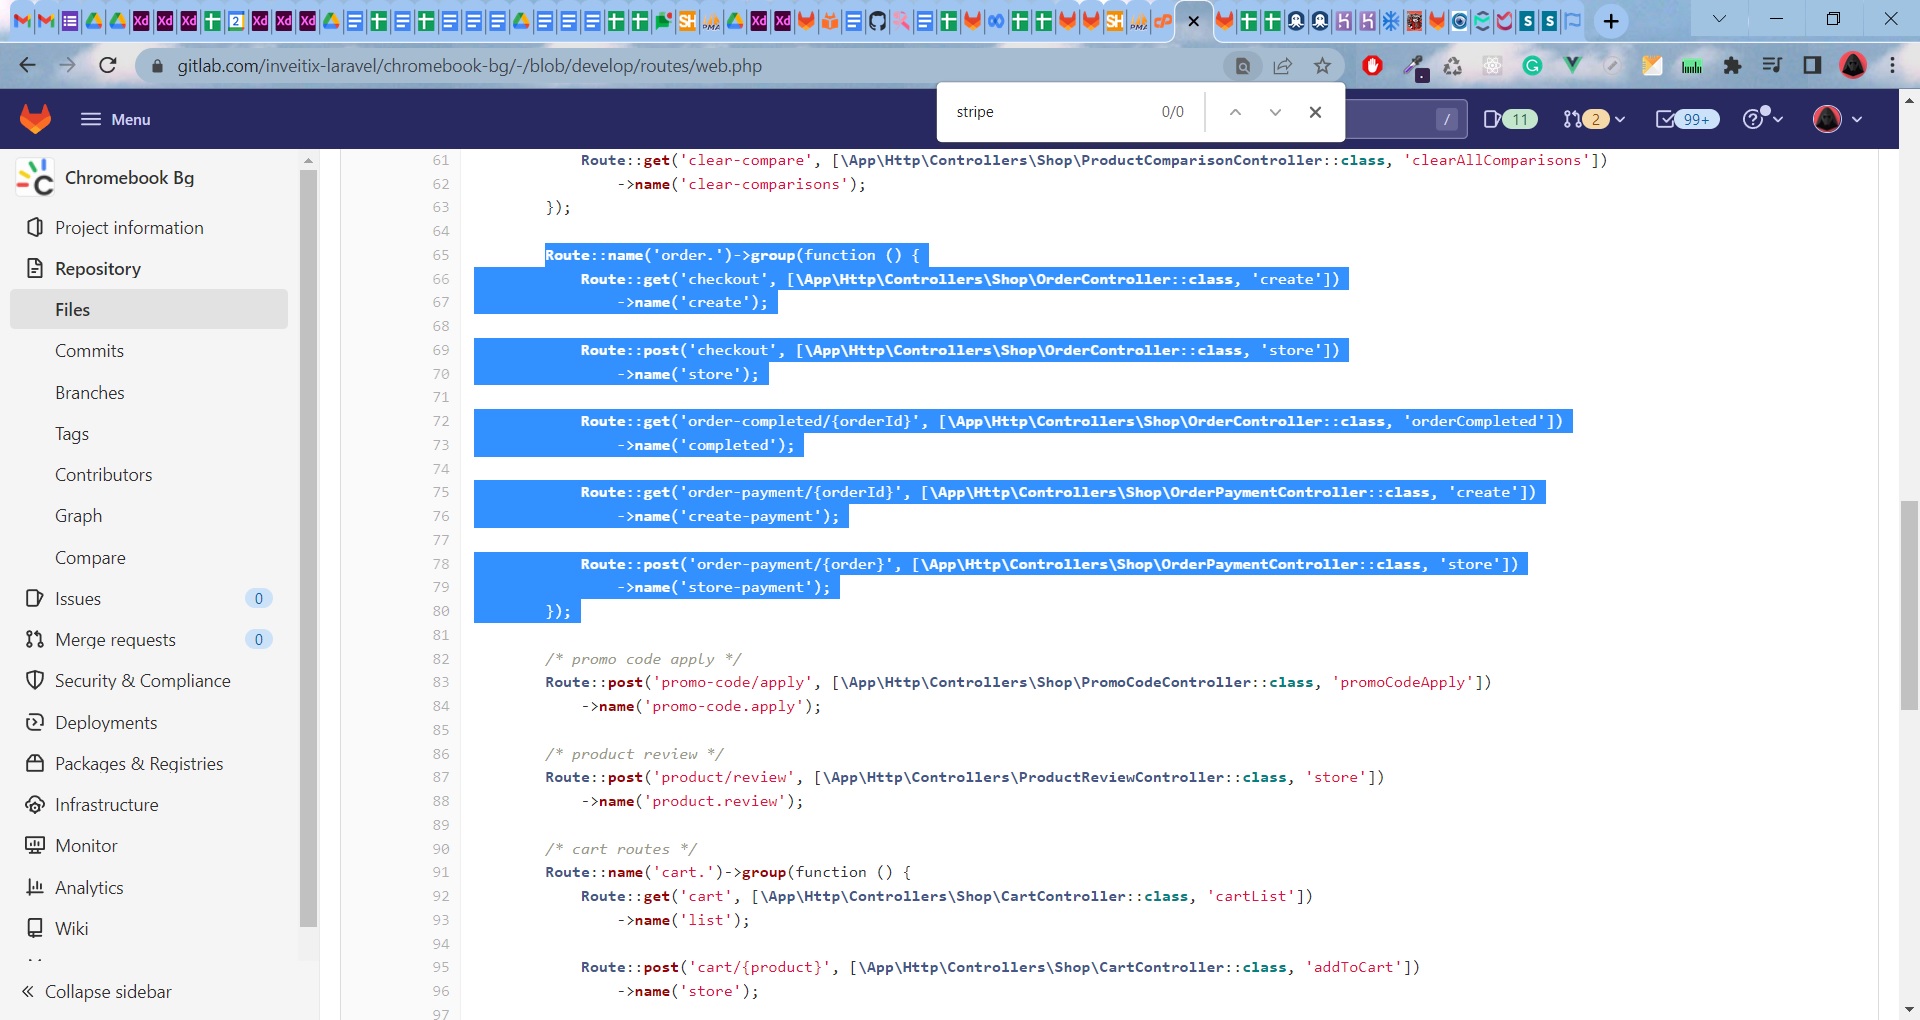 gitlab.com/inveitix-laravel/chromebook-bg/-/blob/develop/routes/web.php
stripe 0/0
Menu
/ 11 2 99+
Chromebook Bg
Project information
Repository
Files
Commits
Branches
Tags
Contributors
Graph
Compare
Issues 0
Merge requests 0
Security & Compliance
Deployments
Packages & Registries
Infrastructure
Monitor
Analytics
Wiki
Collapse sidebar
61 Route::get('clear-compare', [\App\Http\Controllers\Shop\ProductComparisonController::class, 'clearAllComparisons'])
62 ->name('clear-comparisons');
63 });
64
65 Route::name('order.')->group(function () {
66 Route::get('checkout', [\App\Http\Controllers\Shop\OrderController::class, 'create'])
67 ->name('create');
68
69 Route::post('checkout', [\App\Http\Controllers\Shop\OrderController::class, 'store'])
70 ->name('store');
71
72 Route::get('order-completed/{orderId}', [\App\Http\Controllers\Shop\OrderController::class, 'orderCompleted'])
73 ->name('completed');
74
75 Route::get('order-payment/{orderId}', [\App\Http\Controllers\Shop\OrderPaymentController::class, 'create'])
76 ->name('create-payment');
77
78 Route::post('order-payment/{order}', [\App\Http\Controllers\Shop\OrderPaymentController::class, 'store'])
79 ->name('store-payment');
80 });
81
82 /* promo code apply */
83 Route::post('promo-code/apply', [\App\Http\Controllers\Shop\PromoCodeController::class, 'promoCodeApply'])
84 ->name('promo-code.apply');
85
86 /* product review */
87 Route::post('product/review', [\App\Http\Controllers\ProductReviewController::class, 'store'])
88 ->name('product.review');
89
90 /* cart routes */
91 Route::name('cart.')->group(function () {
92 Route::get('cart', [\App\Http\Controllers\Shop\CartController::class, 'cartList'])
93 ->name('list');
94
95 Route::post('cart/{product}', [\App\Http\Controllers\Shop\CartController::class, 'addToCart'])
96 ->name('store');
97